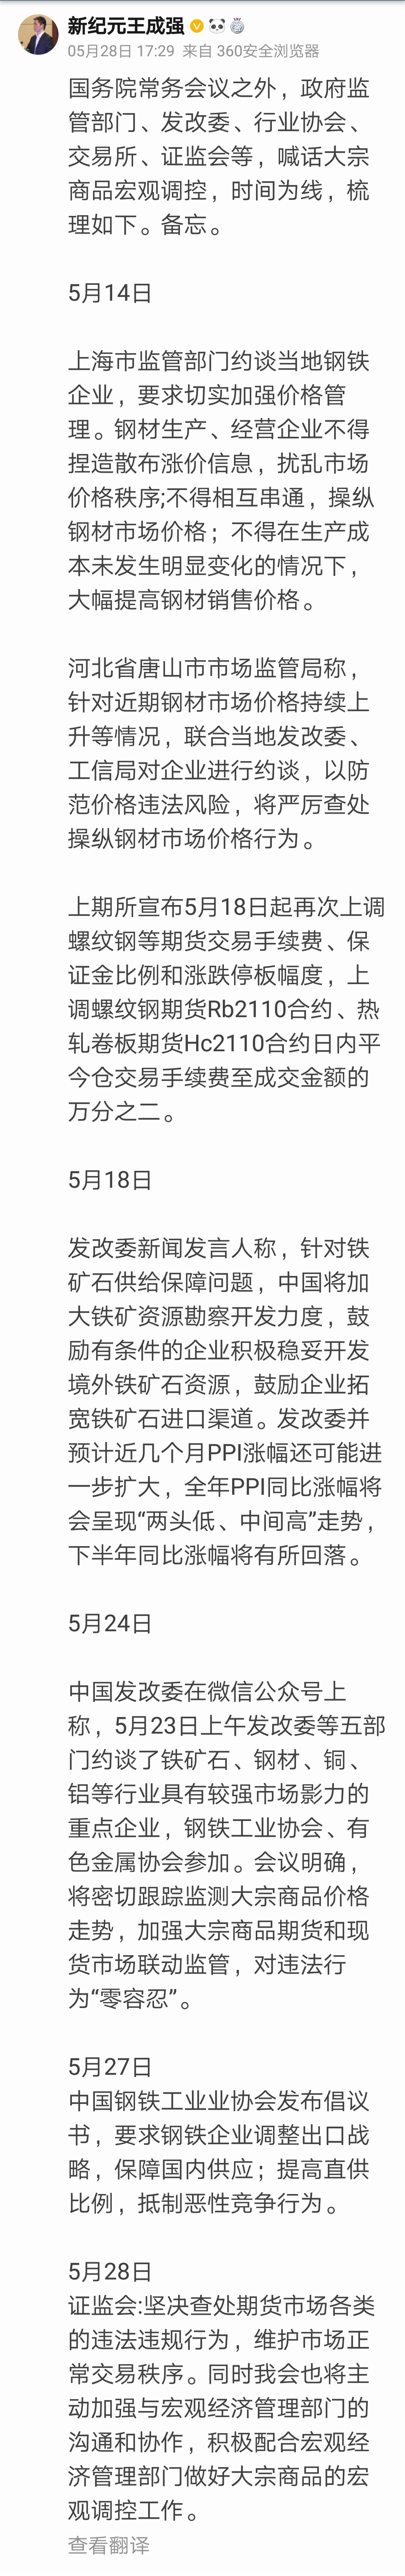 新纪元王成强
05月28日 17:29 来自 360安全浏览器
国务院常务会议之外，政府监
管部门、发改委、行业协会、
交易所、证监会等，喊话大宗
商品宏观调控，时间为线，梳
理如下。备忘。
5月14日
上海市监管部门约谈当地钢铁
企业，要求切实加强价格管
理。钢材生产、经营企业不得
捏造散布涨价信息，扰乱市场
价格秩序;不得相互串通，操纵
钢材市场价格；不得在生产成
本未发生明显变化的情况下，
大幅提高钢材销售价格。
河北省唐山市市场监管局称，
针对近期钢材市场价格持续上
升等情况，联合当地发改委、
工信局对企业进行约谈，以防
范价格违法风险，将严厉查处
操纵钢材市场价格行为。
上期所宣布5月18日起再次上调
螺纹钢等期货交易手续费、保
证金比例和涨跌停板幅度，上
调螺纹钢期货Rb2110合约、热
轧卷板期货Hc2110合约日内平
今仓交易手续费至成交金额的
万分之二。
5月18日
发改委新闻发言人称，针对铁
矿石供给保障问题，中国将加
大铁矿资源勘察开发力度，鼓
励有条件的企业积极稳妥开发
境外铁矿石资源，鼓励企业拓
宽铁矿石进口渠道。发改委并
预计近几个月PPI涨幅还可能进
一步扩大，全年PPI同比涨幅将
会呈现“两头低、中间高”走势，
下半年同比涨幅将有所回落。
5月24日
中国发改委在微信公众号上
称，5月23日上午发改委等五部
门约谈了铁矿石、钢材、铜、
铝等行业具有较强市场影力的
重点企业，钢铁工业协会、有
色金属协会参加。会议明确，
将密切跟踪监测大宗商品价格
走势，加强大宗商品期货和现
货市场联动监管，对违法行
为“零容忍”。
5月27日
中国钢铁工业业协会发布倡议
书，要求钢铁企业调整出口战
略，保障国内供应；提高直供
比例，抵制恶性竞争行为。
5月28日
证监会:坚决查处期货市场各类
的违法违规行为，维护市场正
常交易秩序。同时我会也将主
动加强与宏观经济管理部门的
沟通和协作，积极配合宏观经
济管理部门做好大宗商品的宏
观调控工作。
查看翻译